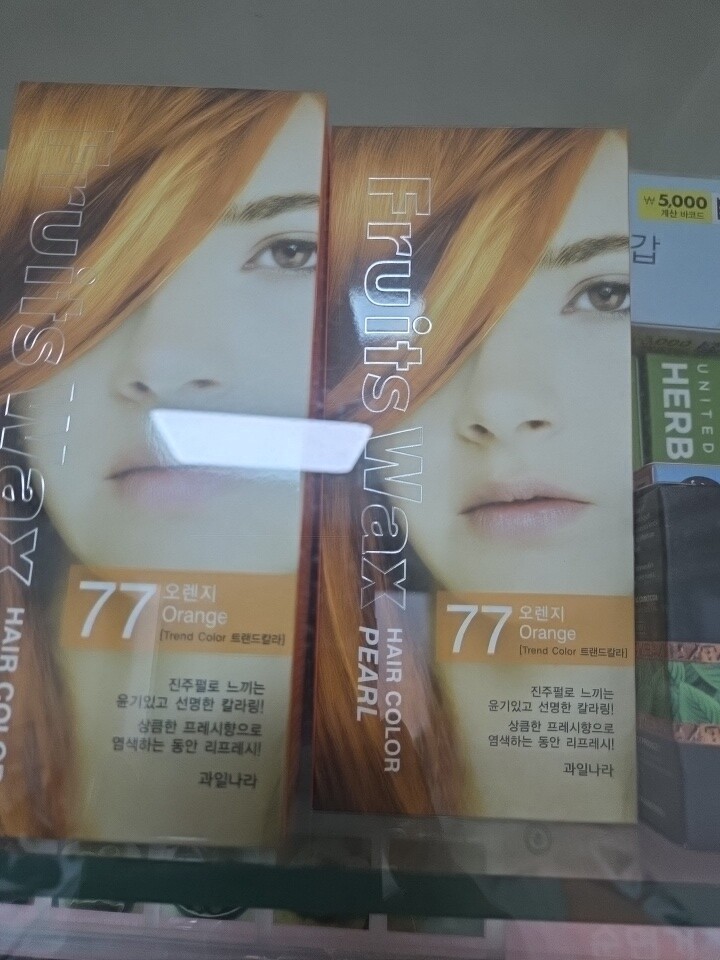 Fruits Wax
HAIR COLOR
77
오렌지
Orange
[Trend Color 트랜드칼라]
진주펄로 느끼는
윤기있고 선명한 칼라링!
상큼한 프레시향으로
염색하는 동안 리프레시!
과일나라
Fruits Wax
PEARL
HAIR COLOR
77
오렌지
Orange
[Trend Color 트랜드칼라]
진주펄로 느끼는
윤기있고 선명한 칼라링!
상큼한 프레시향으로
염색하는 동안 리프레시!
과일나라
₩ 5,000
계산 바코드
갑
UNITED
HERB